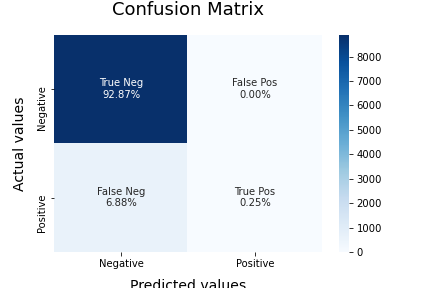 Confusion Matrix
Actual values
Negative
Positive
True Neg
92.87%
False Pos
0.00%
False Neg
6.88%
True Pos
0.25%
Negative
Positive
Predicted values
8000
7000
6000
5000
4000
3000
2000
1000
0